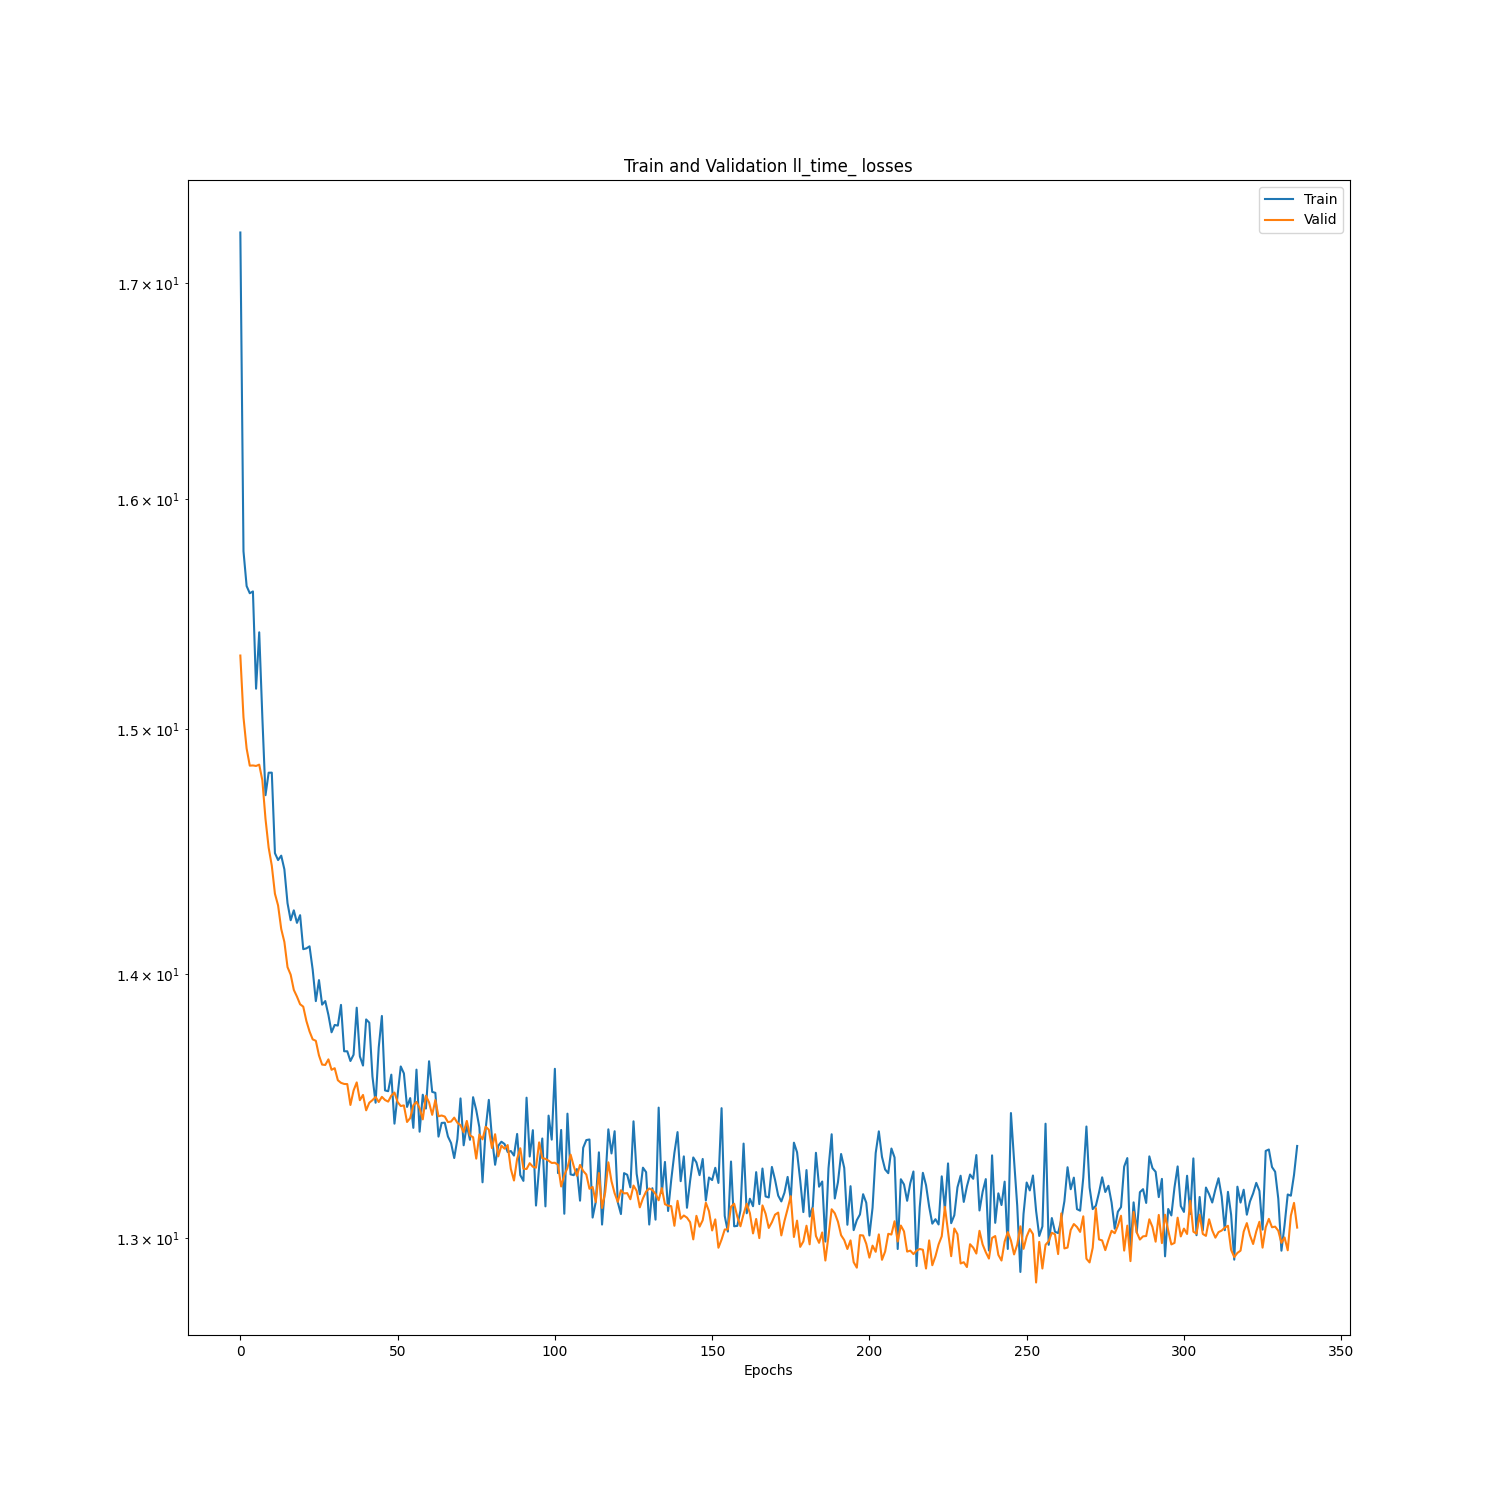 Train and Validation ll_time_ losses
Train
Valid
1.7 × 10¹
1.6 × 10¹
1.5 × 10¹
1.4 × 10¹
1.3 × 10¹
0 50 100 150 200 250 300 350
Epochs